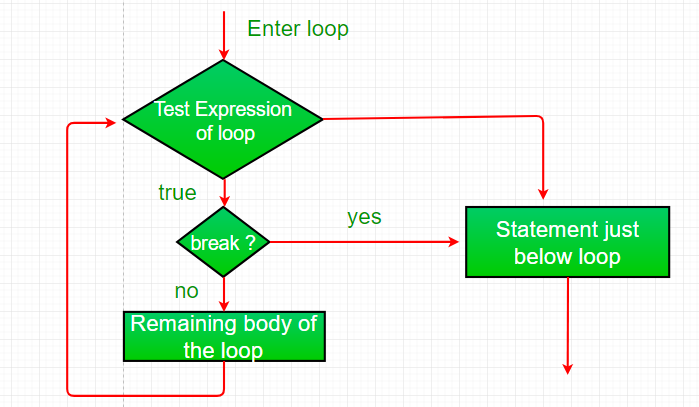 Enter loop
Test Expression
of loop
true
yes
Statement just
below loop
break ?
no
Remaining body of
the loop